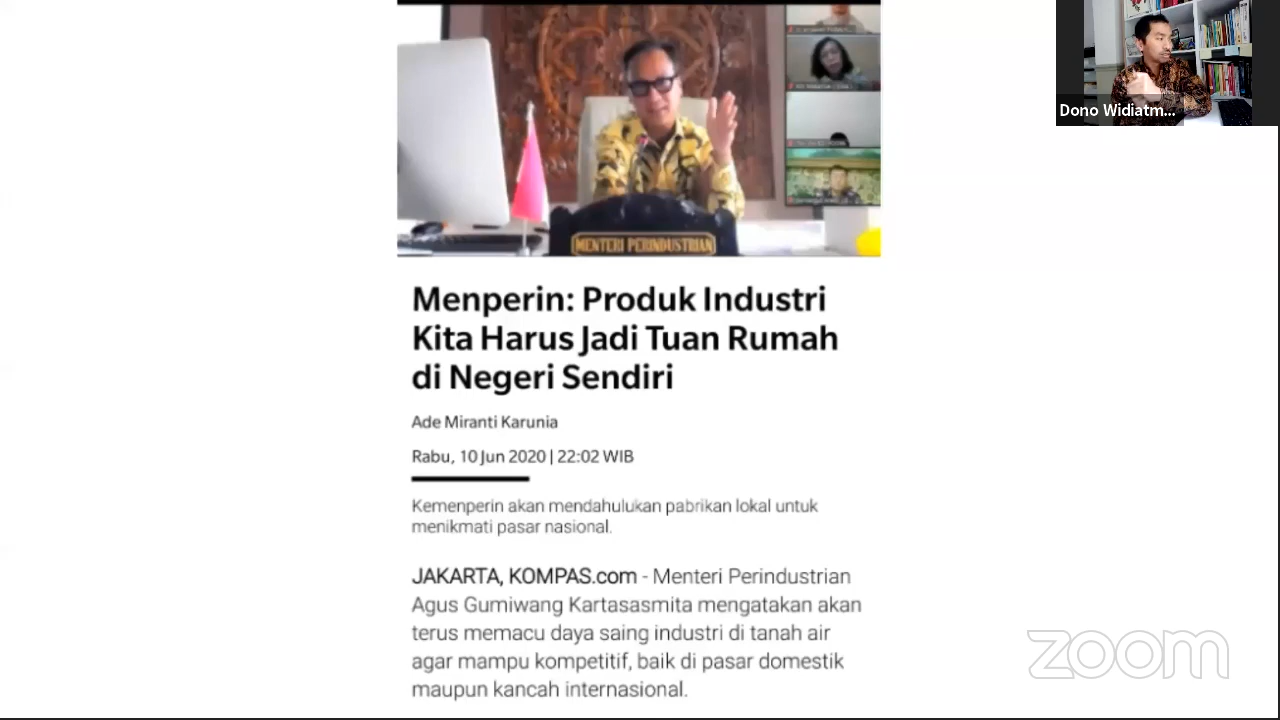 MENTERI PERINDUSTRIAN
Dono Widiatm...
Menperin: Produk Industri
Kita Harus Jadi Tuan Rumah
di Negeri Sendiri
Ade Miranti Karunia
Rabu, 10 Jun 2020 | 22:02 WIB
Kemenperin akan mendahulukan pabrikan lokal untuk
menikmati pasar nasional.
JAKARTA, KOMPAS.com - Menteri Perindustrian
Agus Gumiwang Kartasasmita mengatakan akan
terus memacu daya saing industri di tanah air
agar mampu kompetitif, baik di pasar domestik
maupun kancah internasional.
zoom